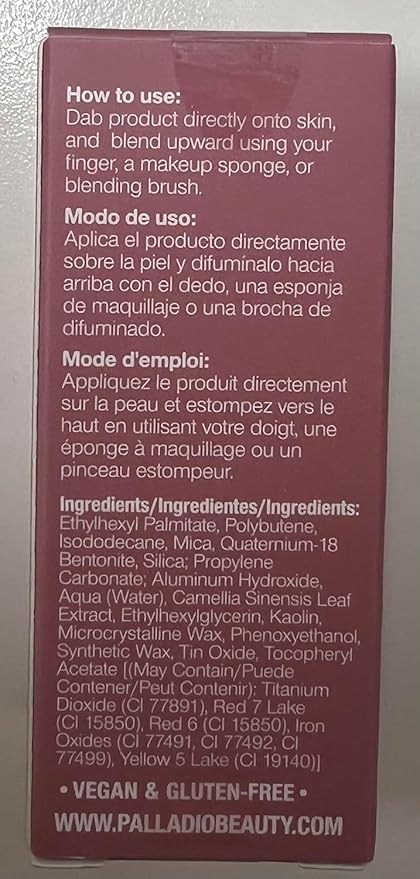 How to use:
Dab product directly onto skin,
and blend upward using your
finger, a makeup sponge, or
blending brush.
Modo de uso:
Aplica el producto directamente
sobre la piel y difumínalo hacia
arriba con el dedo, una esponja
de maquillaje o una brocha de
difuminado.
Mode d'emploi:
Appliquez le produit directement
sur la peau et estompez vers le
haut en utilisant votre doigt, une
éponge à maquillage ou un
pinceau estompeur.
Ingredients/Ingredientes/Ingredients:
Ethylhexyl Palmitate, Polybutene,
Isododecane, Mica, Quaternium-18
Bentonite, Silica; Propylene
Carbonate; Aluminum Hydroxide,
Aqua (Water), Camellia Sinensis Leaf
Extract, Ethylhexylglycerin, Kaolin,
Microcrystalline Wax, Phenoxyethanol,
Synthetic Wax, Tin Oxide, Tocopheryl
Acetate [(May Contain/Puede
Contener/Peut Contenir): Titanium
Dioxide (CI 77891), Red 7 Lake
(CI 15850), Red 6 (CI 15850), Iron
Oxides (CI 77491, CI 77492, CI
77499), Yellow 5 Lake (CI 19140)]
• VEGAN & GLUTEN-FREE •
WWW.PALLADIOBEAUTY.COM